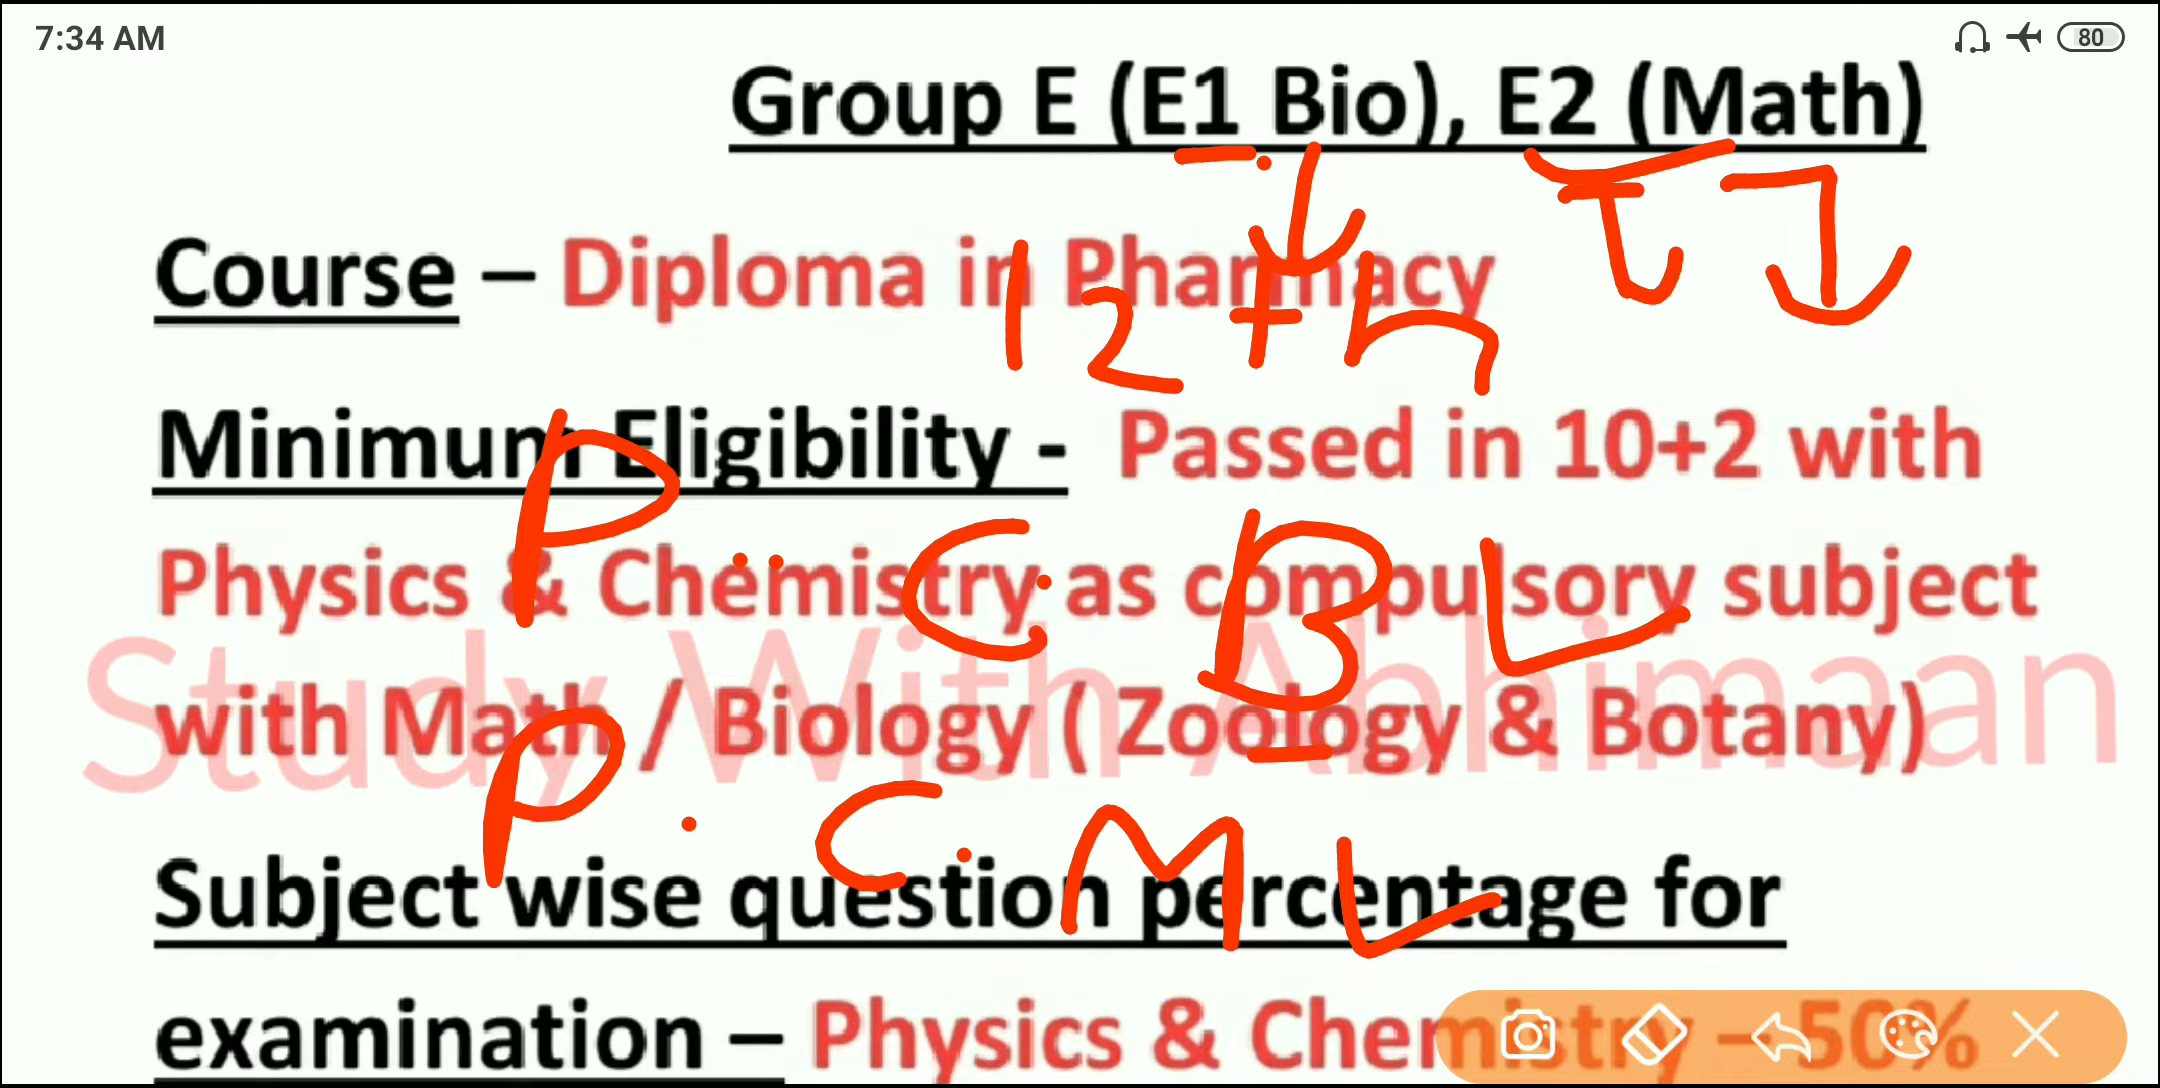 7:34 AM
80
Group E (E1 Bio), E2 (Math)
Course – Diploma in Pharmacy
12th
Minimum Eligibility - Passed in 10+2 with
Physics & Chemistry as compulsory subject
P. C. B L
with Math / Biology ( Zoology & Botany)
Study With Abhimaan
P. C. M L
Subject wise question percentage for
examination – Physics & Chemistry – 50%